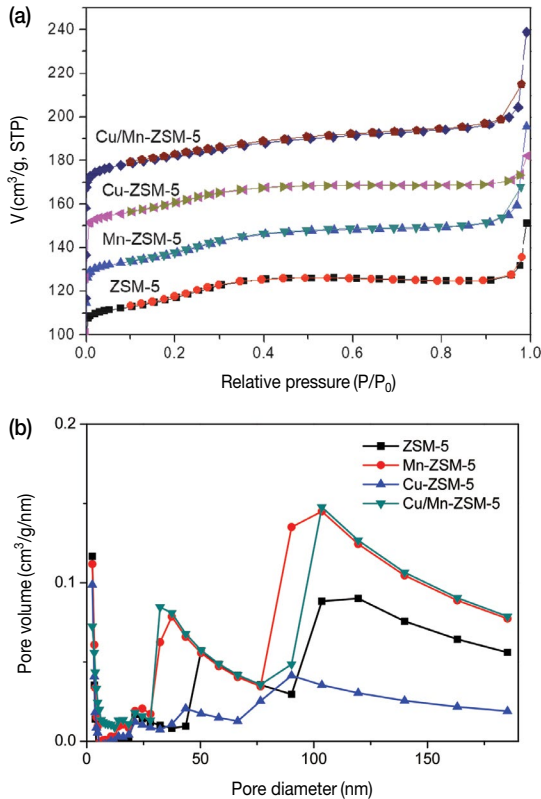 (a)
240
220
200
180
160
140
120
100
V (cm³/g, STP)
Cu/Mn-ZSM-5
Cu-ZSM-5
Mn-ZSM-5
ZSM-5
0.0 0.2 0.4 0.6 0.8 1.0
Relative pressure (P/P₀)
(b)
0.2
0.1
0.0
Pore volume (cm³/g/nm)
ZSM-5
Mn-ZSM-5
Cu-ZSM-5
Cu/Mn-ZSM-5
0 50 100 150
Pore diameter (nm)